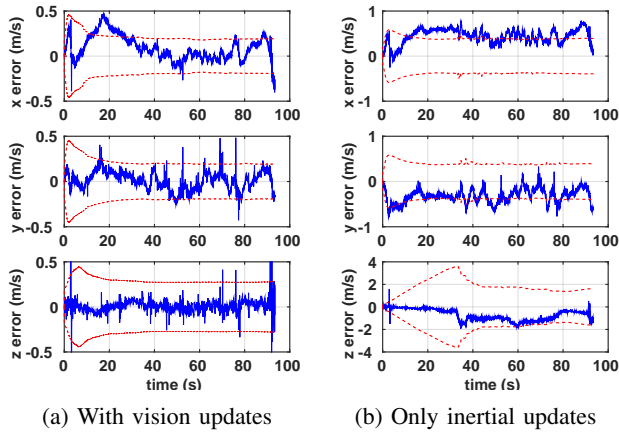 x error (m/s)
0.5
0
-0.5
0 20 40 60 80 100
x error (m/s)
1
0
-1
0 20 40 60 80 100
y error (m/s)
0.5
0
-0.5
0 20 40 60 80 100
y error (m/s)
1
0
-1
0 20 40 60 80 100
z error (m/s)
0.5
0
-0.5
0 20 40 60 80 100
time (s)
z error (m/s)
4
2
0
-2
-4
0 20 40 60 80 100
time (s)
(a) With vision updates
(b) Only inertial updates